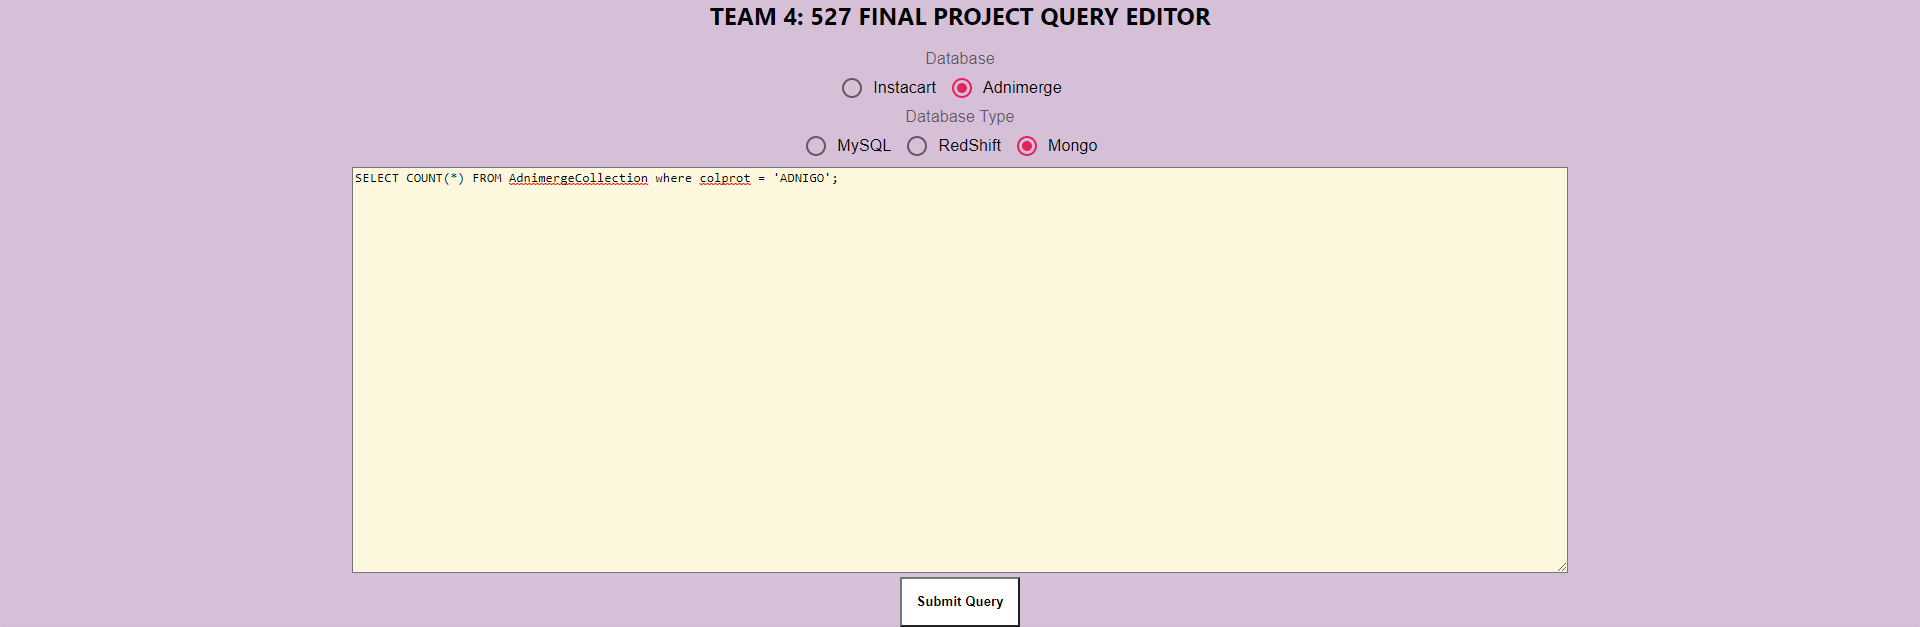 TEAM 4: 527 FINAL PROJECT QUERY EDITOR
Database
Instacart Adnimerge
Database Type
MySQL RedShift Mongo
SELECT COUNT(*) FROM AdnimergeCollection where colprot = 'ADNIGO';
Submit Query